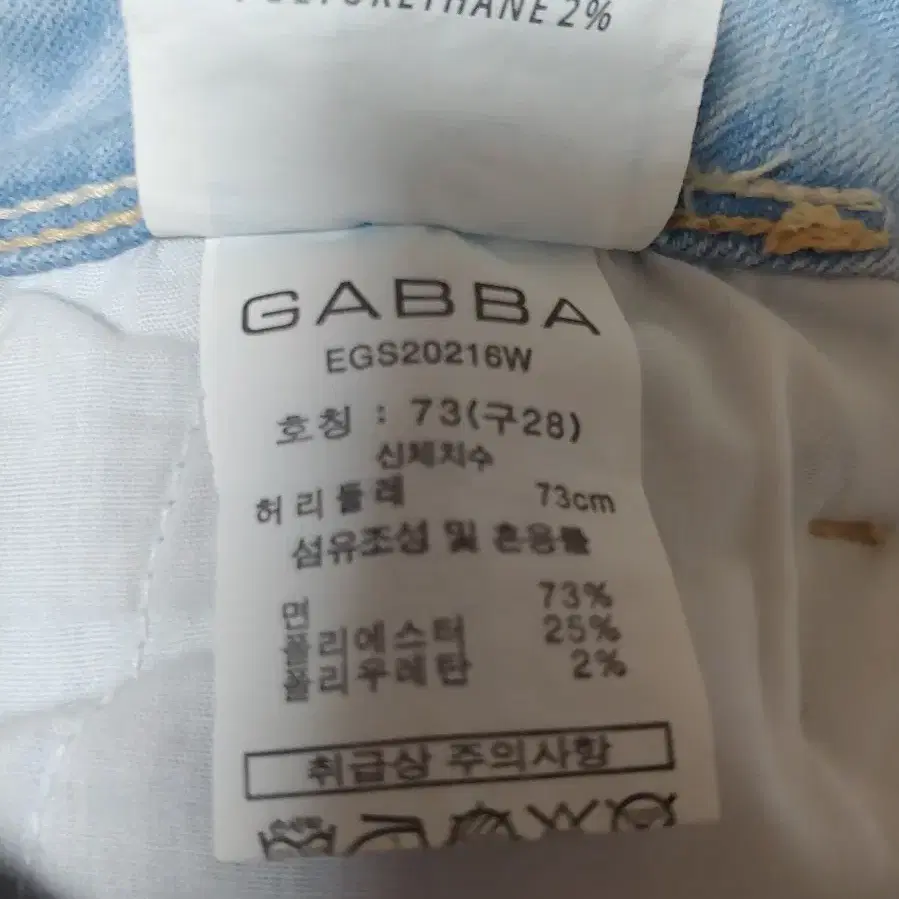 POLYURETHANE 2%
GABBA
EGS20216W
호칭 : 73(구28)
신체치수
허리둘레 73cm
섬유조성 및 혼용률
면 73%
폴리에스터 25%
폴리우레탄 2%
취급상 주의사항